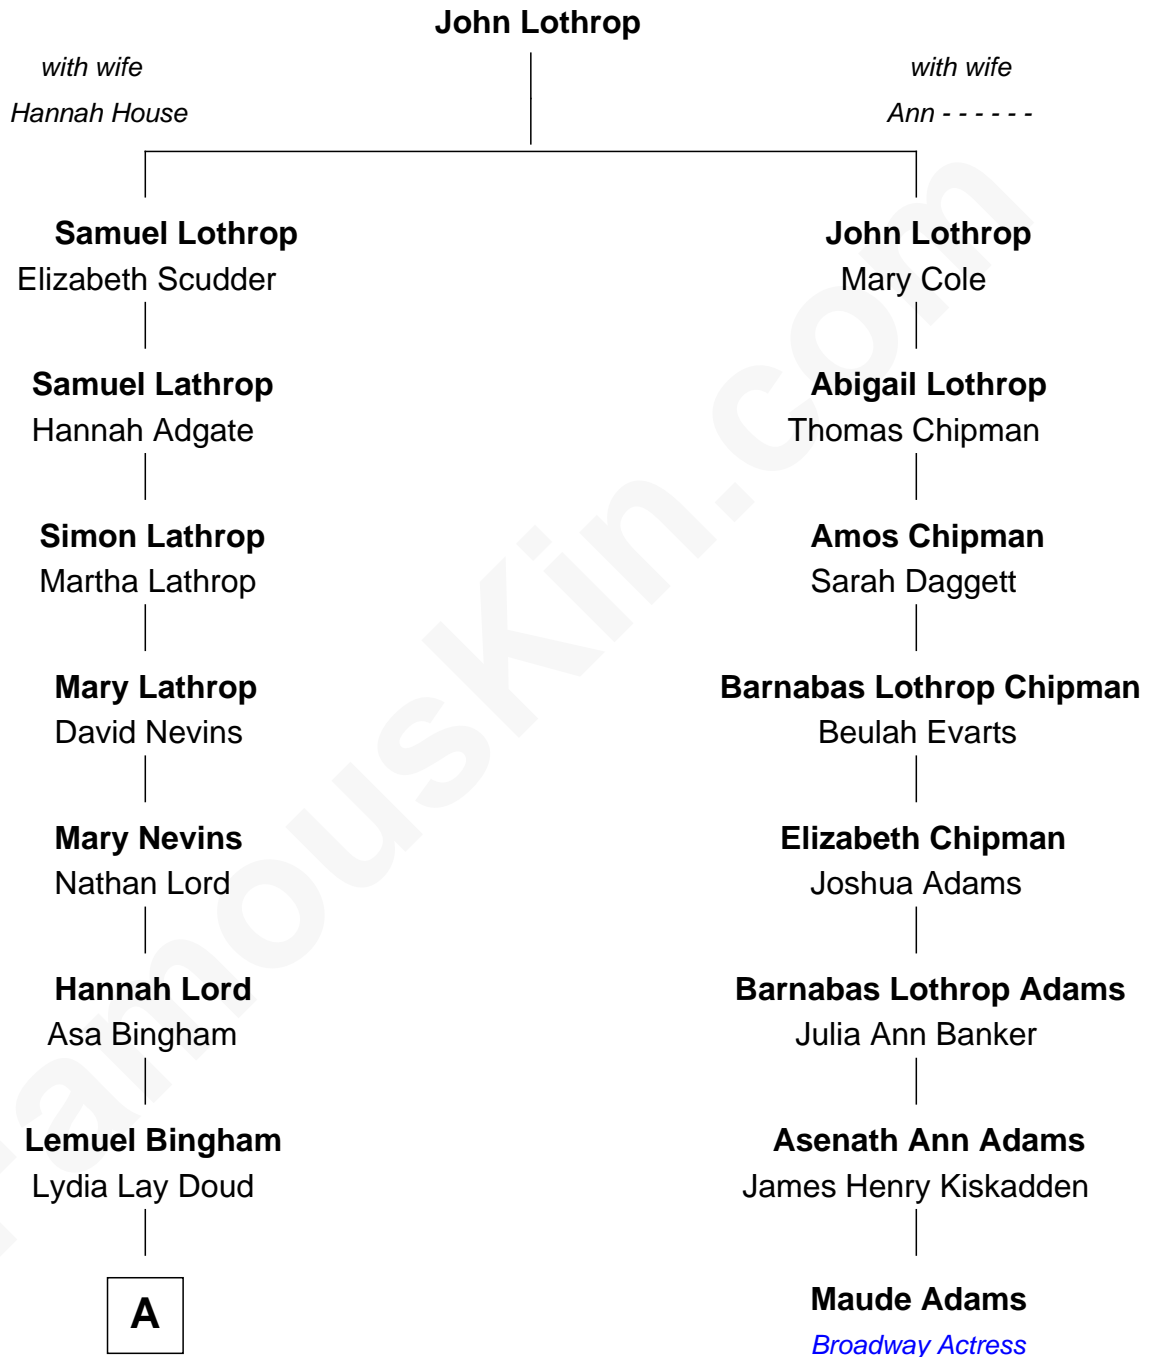 John Lothrop
with wife
Hannah House
with wife
Ann - - - - - -
Samuel Lothrop
Elizabeth Scudder
John Lothrop
Mary Cole
Samuel Lathrop
Hannah Adgate
Abigail Lothrop
Thomas Chipman
Simon Lathrop
Martha Lathrop
Amos Chipman
Sarah Daggett
Mary Lathrop
David Nevins
Barnabas Lothrop Chipman
Beulah Evarts
Mary Nevins
Nathan Lord
Elizabeth Chipman
Joshua Adams
Hannah Lord
Asa Bingham
Barnabas Lothrop Adams
Julia Ann Banker
Lemuel Bingham
Lydia Lay Doud
Asenath Ann Adams
James Henry Kiskadden
A
Maude Adams
Broadway Actress
FamousKin.com